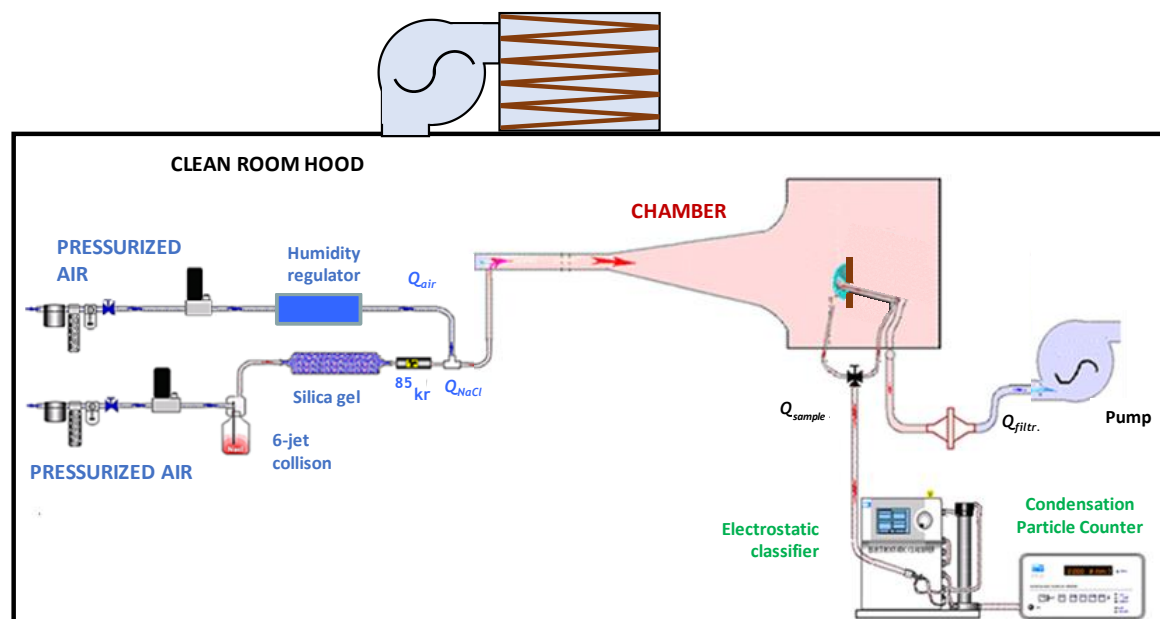 CLEAN ROOM HOOD
CHAMBER
PRESSURIZED
AIR
Humidity
regulator
Qair
Silica gel
85
kr
QNaCl
6-jet
collison
PRESSURIZED AIR
Qsample
Qfiltr.
Pump
Electrostatic
classifier
Condensation
Particle Counter